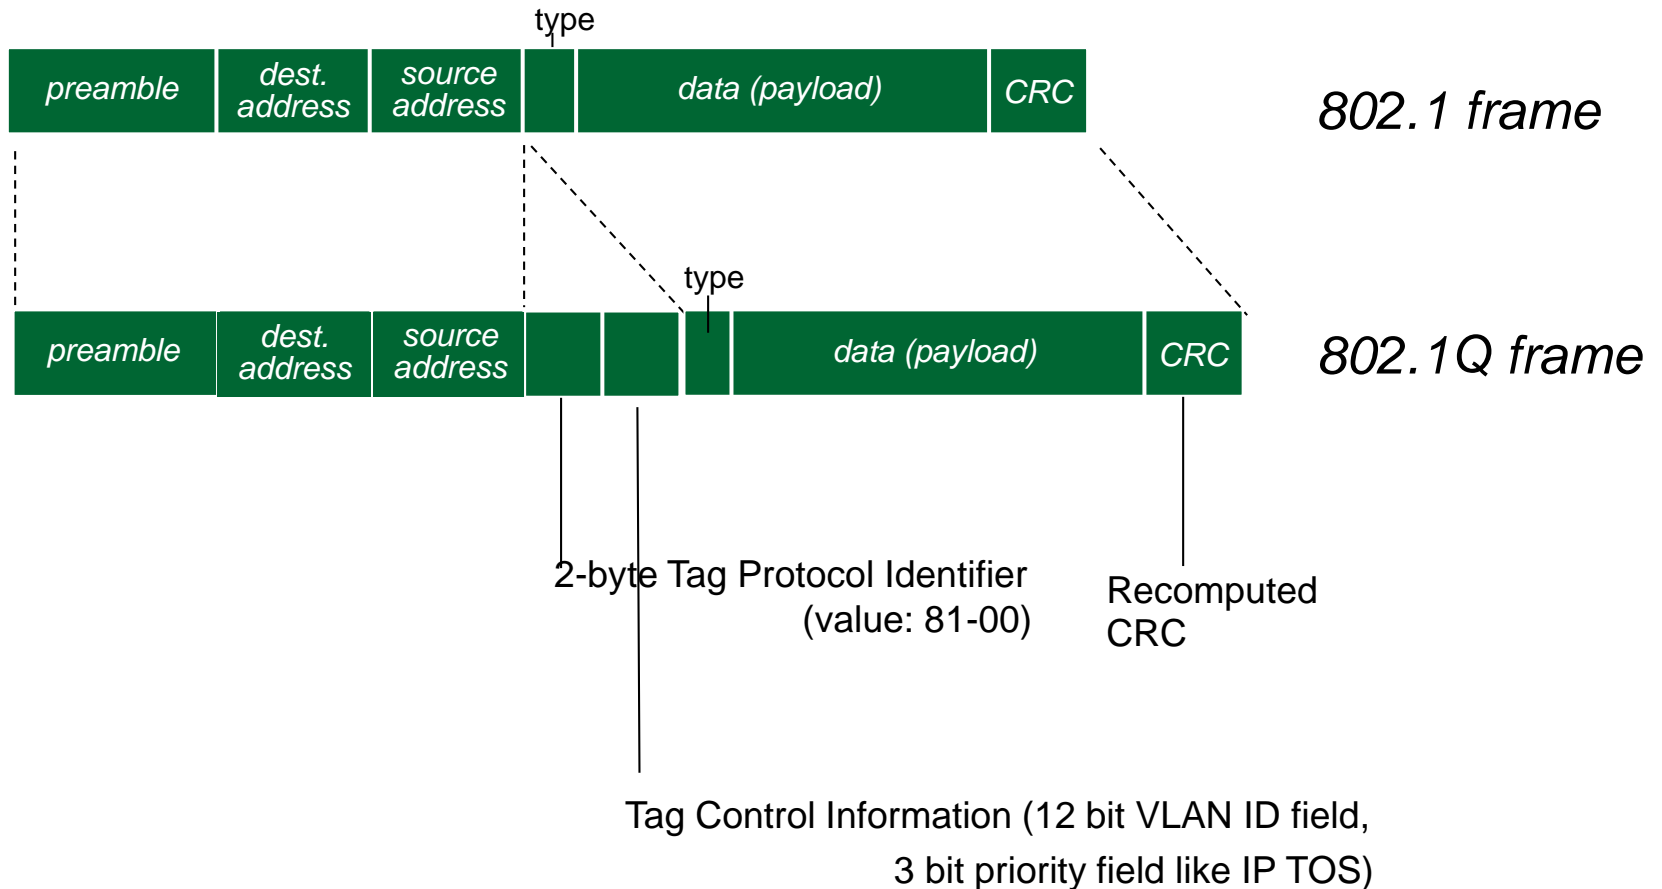 type
preamble
dest.
address
source
address
data (payload)
CRC
802.1 frame
type
preamble
dest.
address
source
address
data (payload)
CRC
802.1Q frame
2-byte Tag Protocol Identifier
(value: 81-00)
Recomputed
CRC
Tag Control Information (12 bit VLAN ID field,
3 bit priority field like IP TOS)